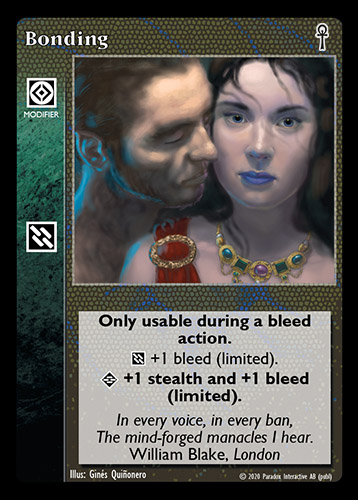 Bonding
MODIFIER
Only usable during a bleed
action.
+1 bleed (limited).
+1 stealth and +1 bleed
(limited).
In every voice, in every ban,
The mind-forged manacles I hear.
William Blake, London
Illus: Ginés Quiñonero
© 2020 Paradox Interactive AB (publ)